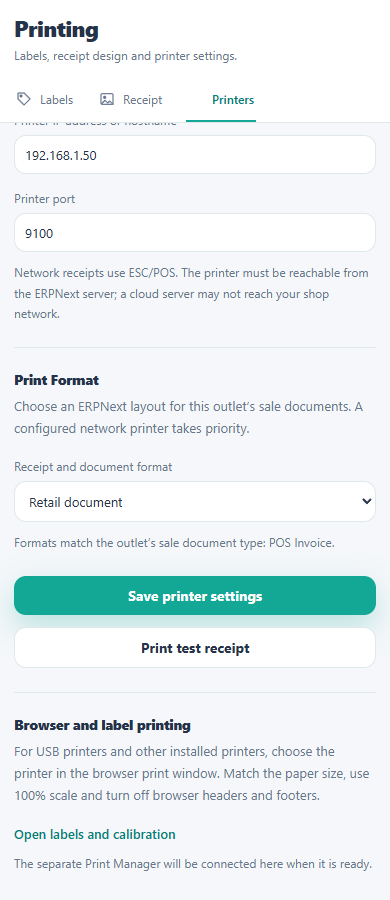 Printing
Labels, receipt design and printer settings.
Labels
Receipt
Printers
Printer IP address or hostname
192.168.1.50
Printer port
9100
Network receipts use ESC/POS. The printer must be reachable from
the ERPNext server; a cloud server may not reach your shop
network.
Print Format
Choose an ERPNext layout for this outlet’s sale documents. A
configured network printer takes priority.
Receipt and document format
Retail document
Formats match the outlet’s sale document type: POS Invoice.
Save printer settings
Print test receipt
Browser and label printing
For USB printers and other installed printers, choose the
printer in the browser print window. Match the paper size, use
100% scale and turn off browser headers and footers.
Open labels and calibration
The separate Print Manager will be connected here when it is ready.